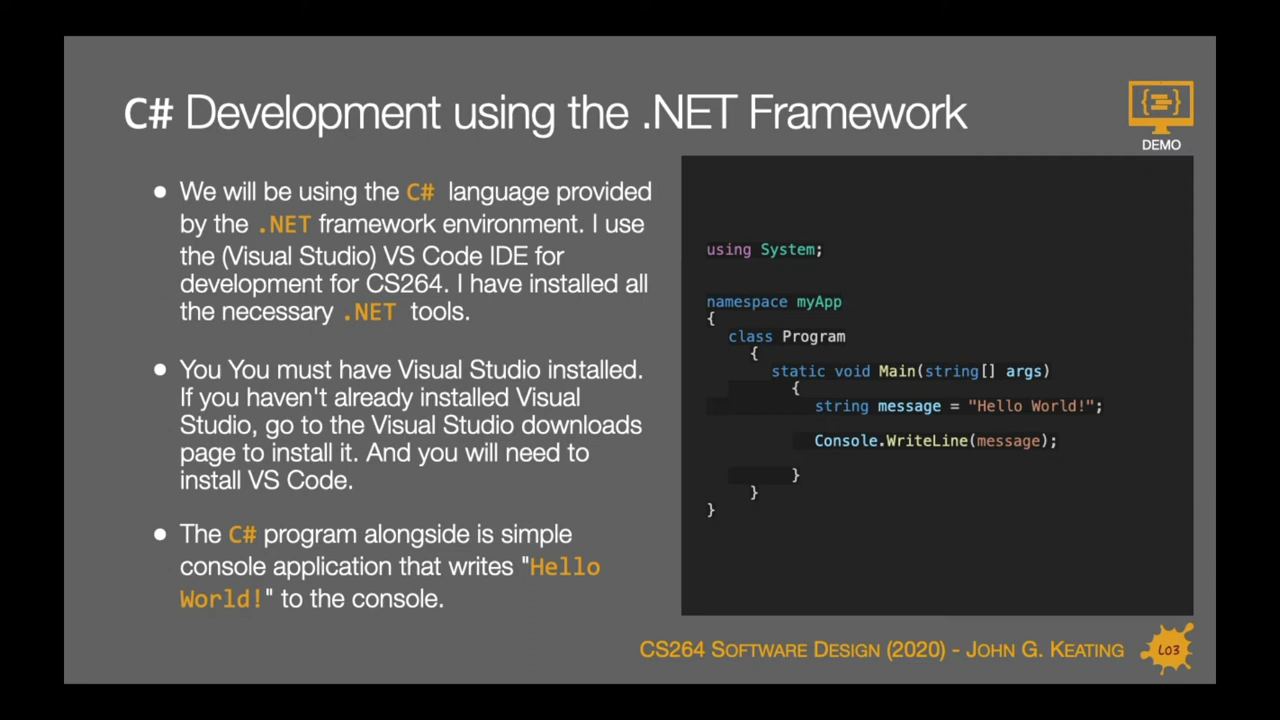 C# Development using the .NET Framework
DEMO
● We will be using the C# language provided
by the .NET framework environment. I use
the (Visual Studio) VS Code IDE for
development for CS264. I have installed all
the necessary .NET tools.
● You You must have Visual Studio installed.
If you haven't already installed Visual
Studio, go to the Visual Studio downloads
page to install it. And you will need to
install VS Code.
● The C# program alongside is simple
console application that writes "Hello
World!" to the console.
using System;
namespace myApp
{
class Program
{
static void Main(string[] args)
{
string message = "Hello World!";
Console.WriteLine(message);
}
}
}
CS264 SOFTWARE DESIGN (2020) - JOHN G. KEATING
L03